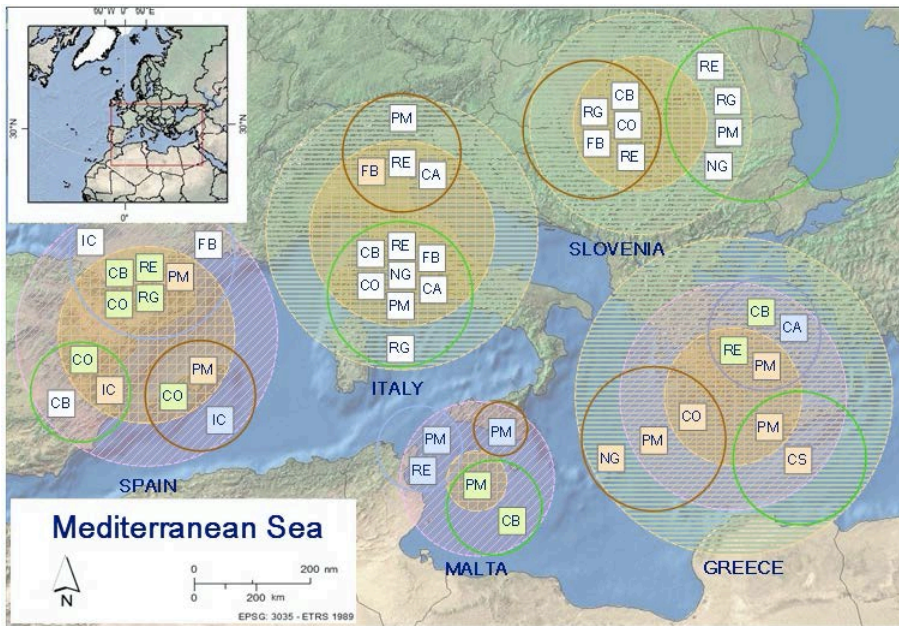 60°W 0° 60°E
30°N 30°N
0°
PM
FB RE CA
CB RE FB
CO NG CA
PM
RG
ITALY
RE
CB
RG RG
CO
FB PM
RE NG
SLOVENIA
IC FB
CB RE PM
CO RG
CO
CB IC
PM
CO
IC
SPAIN
PM PM
RE
PM
CB
MALTA
CB
CA
RE
PM
CO
PM PM
NG CS
GREECE
Mediterranean Sea
N
0 200 nm
0 200 km
EPSG: 3035 - ETRS 1989